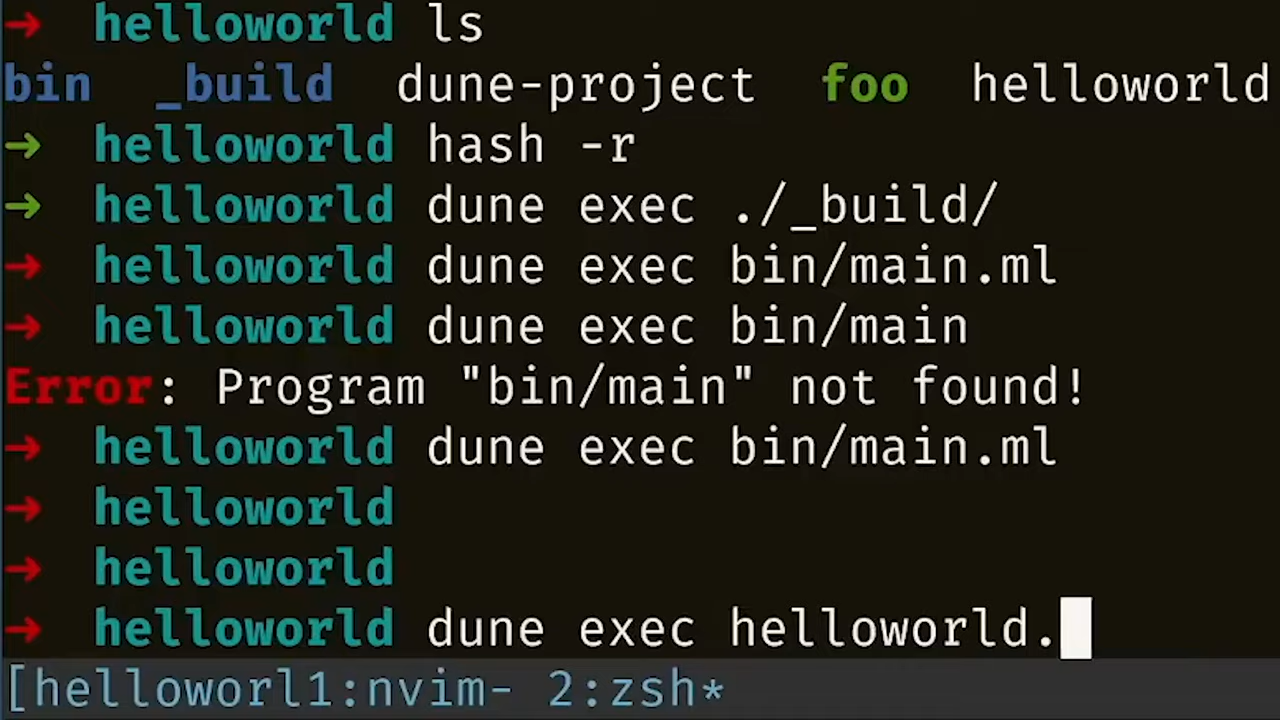 → helloworld ls
bin _build dune-project foo helloworld
→ helloworld hash -r
→ helloworld dune exec ./_build/
→ helloworld dune exec bin/main.ml
→ helloworld dune exec bin/main
Error: Program "bin/main" not found!
→ helloworld dune exec bin/main.ml
→ helloworld
→ helloworld
→ helloworld dune exec helloworld.
[helloworl1:nvim- 2:zsh*